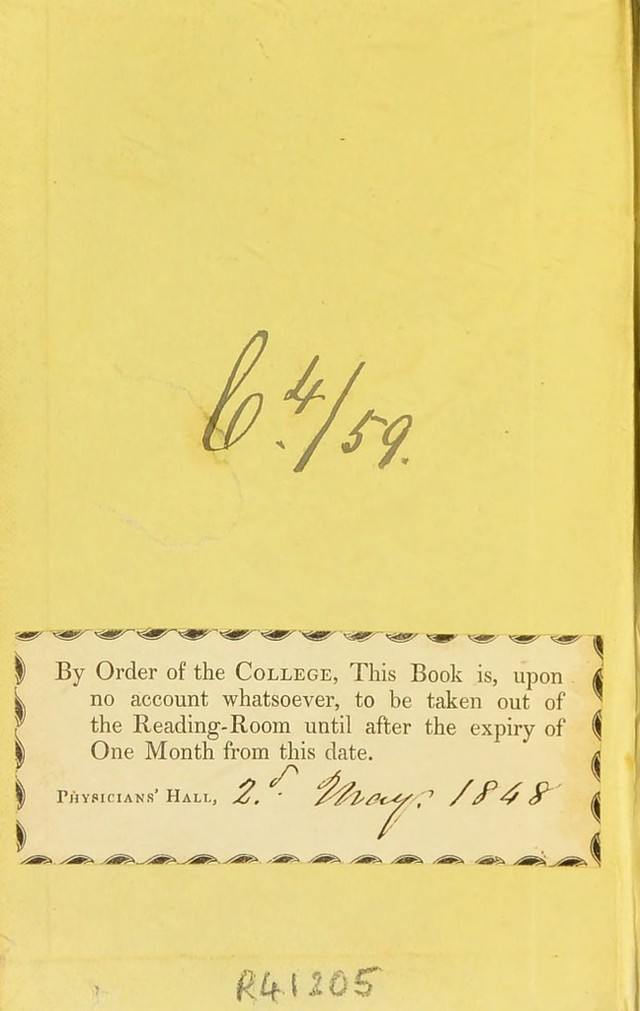 C. 4/59.
By Order of the COLLEGE, This Book is, upon
no account whatsoever, to be taken out of
the Reading-Room until after the expiry of
One Month from this date.
PHYSICIANS' HALL, 2.d May. 1848
R41205